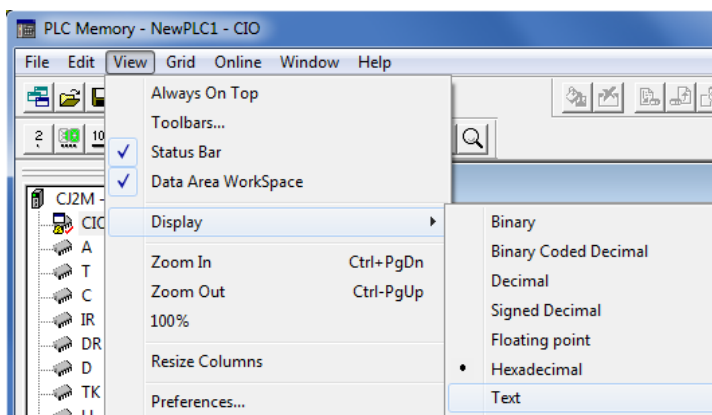 PLC Memory - NewPLC1 - CIO
File Edit View Grid Online Window Help
Always On Top
Toolbars...
2 10
Status Bar
Data Area WorkSpace
CJ2M -
CIO
Display
Binary
A
Binary Coded Decimal
T
Zoom In Ctrl+PgDn
Decimal
C
Zoom Out Ctrl-PgUp
Signed Decimal
IR
100%
Floating point
DR
Resize Columns
Hexadecimal
D
TK
Preferences...
Text